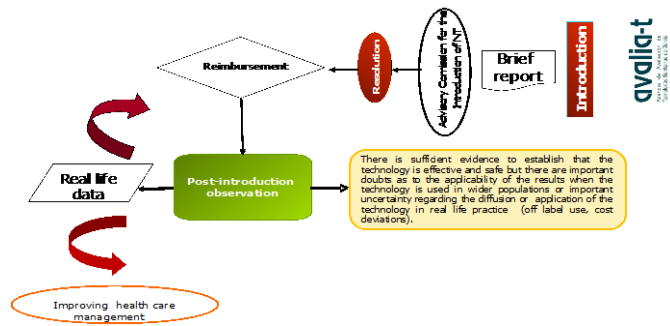 Reimbursement
Resolution
Advisory Comission for the
Introduction of NT
Brief
report
Introduction
avalia-t
Real life
data
Post-introduction
observation
There is sufficient evidence to establish that the
technology is effective and safe but there are important
doubts as to the applicability of the results when the
technology is used in wider populations or important
uncertainty regarding the diffusion or application of the
technology in real life practice (off label use, cost
deviations).
Improving health care
management